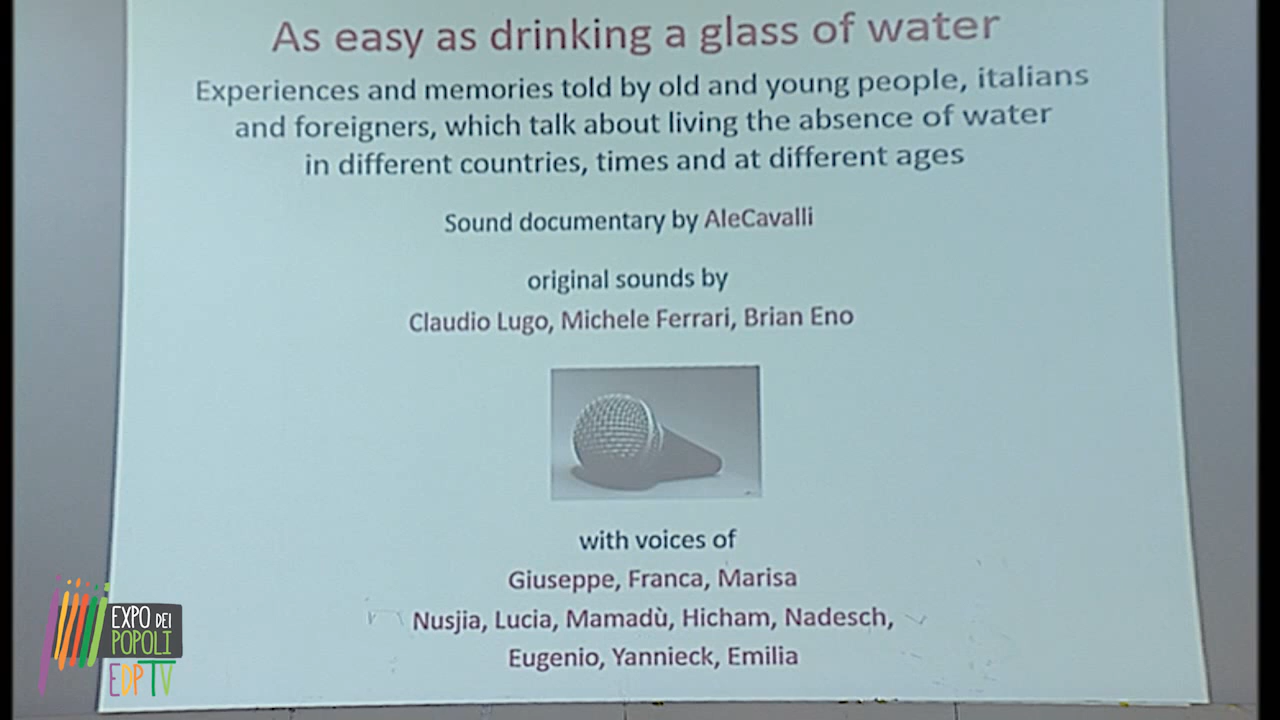 As easy as drinking a glass of water
Experiences and memories told by old and young people, italians
and foreigners, which talk about living the absence of water
in different countries, times and at different ages
Sound documentary by AleCavalli
original sounds by
Claudio Lugo, Michele Ferrari, Brian Eno
with voices of
Giuseppe, Franca, Marisa
Nusjia, Lucia, Mamadù, Hicham, Nadesch,
Eugenio, Yannieck, Emilia
EXPO DEI
POPOLI
EDPTV